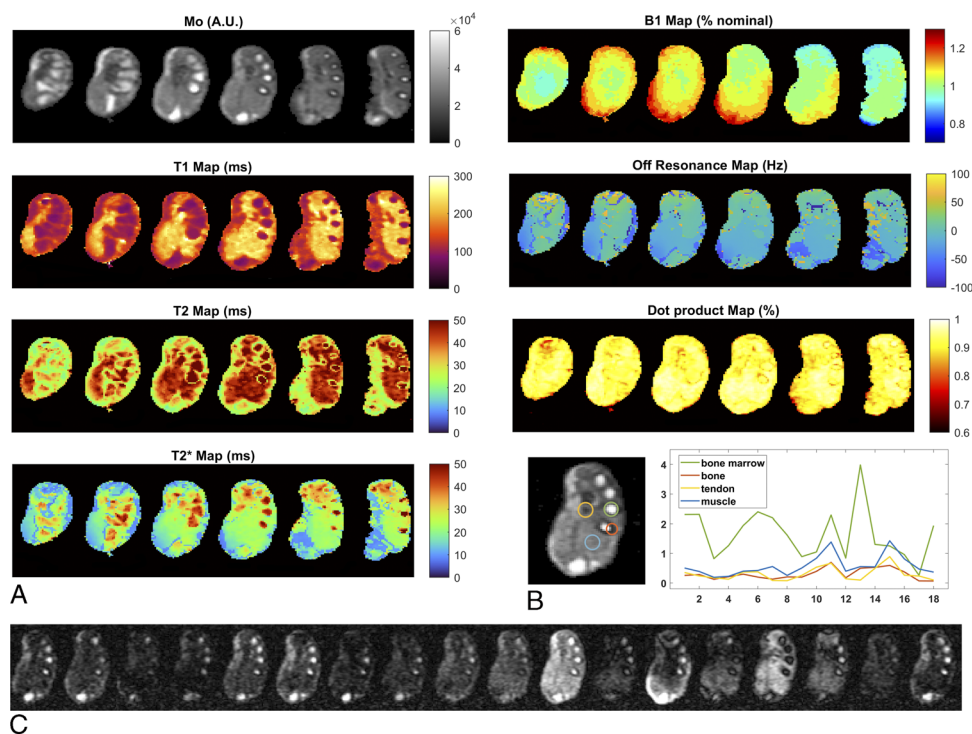 Mo (A.U.)
×10⁴
6
4
2
0
T1 Map (ms)
300
200
100
0
T2 Map (ms)
50
40
30
20
10
0
T2* Map (ms)
50
40
30
20
10
0
A
B1 Map (% nominal)
1.2
1
0.8
Off Resonance Map (Hz)
100
50
0
-50
-100
Dot product Map (%)
1
0.9
0.8
0.7
0.6
B
bone marrow
bone
tendon
muscle
4
3
2
1
0
2 4 6 8 10 12 14 16 18
C